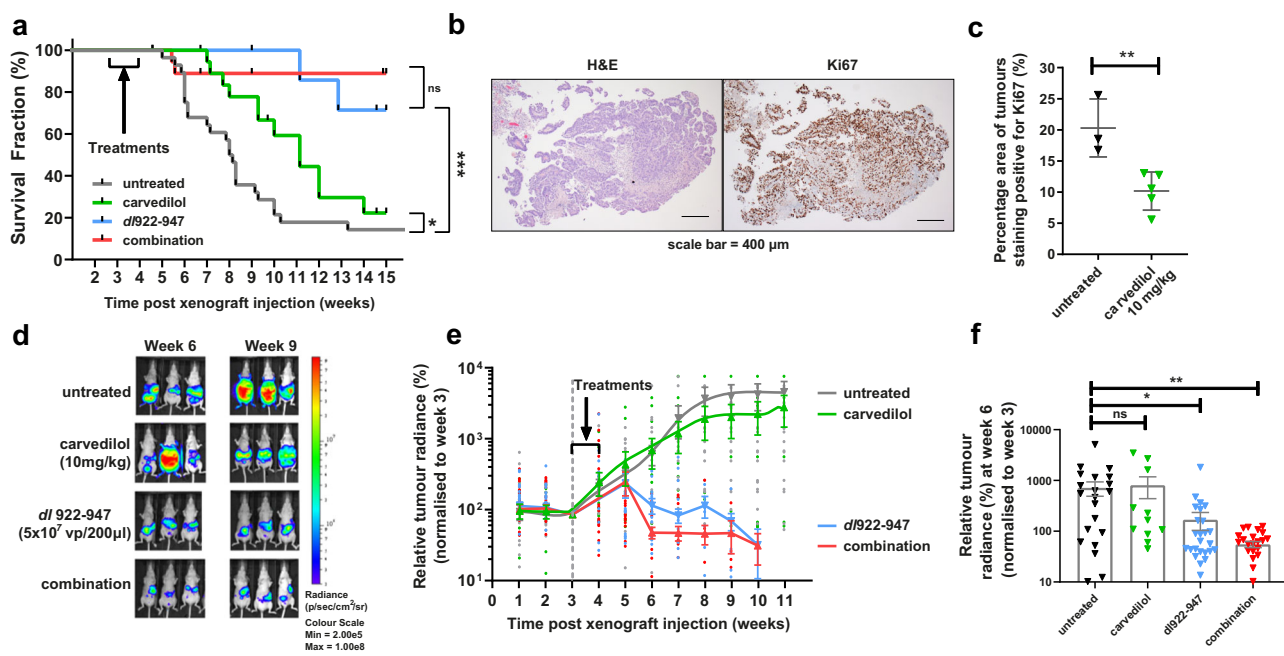 a
Survival Fraction (%)
100
80
60
40
20
0
Treatments
untreated
carvedilol
dl922-947
combination
ns
***
*
2 3 4 5 6 7 8 9 10 11 12 13 14 15
Time post xenograft injection (weeks)
b
H&E
Ki67
scale bar = 400 µm
c
**
Percentage area of tumours
staining positive for Ki67 (%)
30
25
20
15
10
5
0
untreated
carvedilol
10 mg/kg
d
Week 6
Week 9
untreated
carvedilol
(10mg/kg)
dl 922-947
(5x10⁷ vp/200µl)
combination
10⁷
Radiance
(p/sec/cm²/sr)
Colour Scale
Min = 2.00e5
Max = 1.00e8
e
Relative tumour radiance (%)
(normalised to week 3)
10⁴
10³
10²
10¹
Treatments
untreated
carvedilol
dl922-947
combination
0 1 2 3 4 5 6 7 8 9 10 11
Time post xenograft injection (weeks)
f
**
*
ns
Relative tumour
radiance (%) at week 6
(normalised to week 3)
10000
1000
100
10
untreated
carvedilol
dl922-947
combination